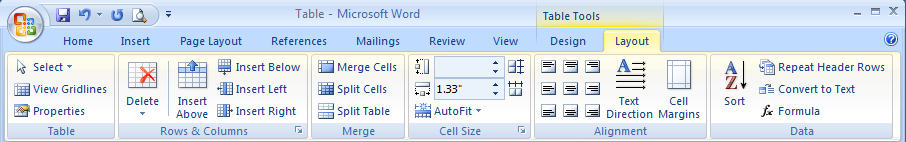 Table - Microsoft Word
Table Tools
Home Insert Page Layout References Mailings Review View Design Layout
Select
View Gridlines
Properties
Table
Delete
Insert
Above
Insert Below
Insert Left
Insert Right
Rows & Columns
Merge Cells
Split Cells
Split Table
Merge
1.33"
AutoFit
Cell Size
Text
Direction
Cell
Margins
Alignment
A
Z
Sort
Repeat Header Rows
Convert to Text
fx Formula
Data